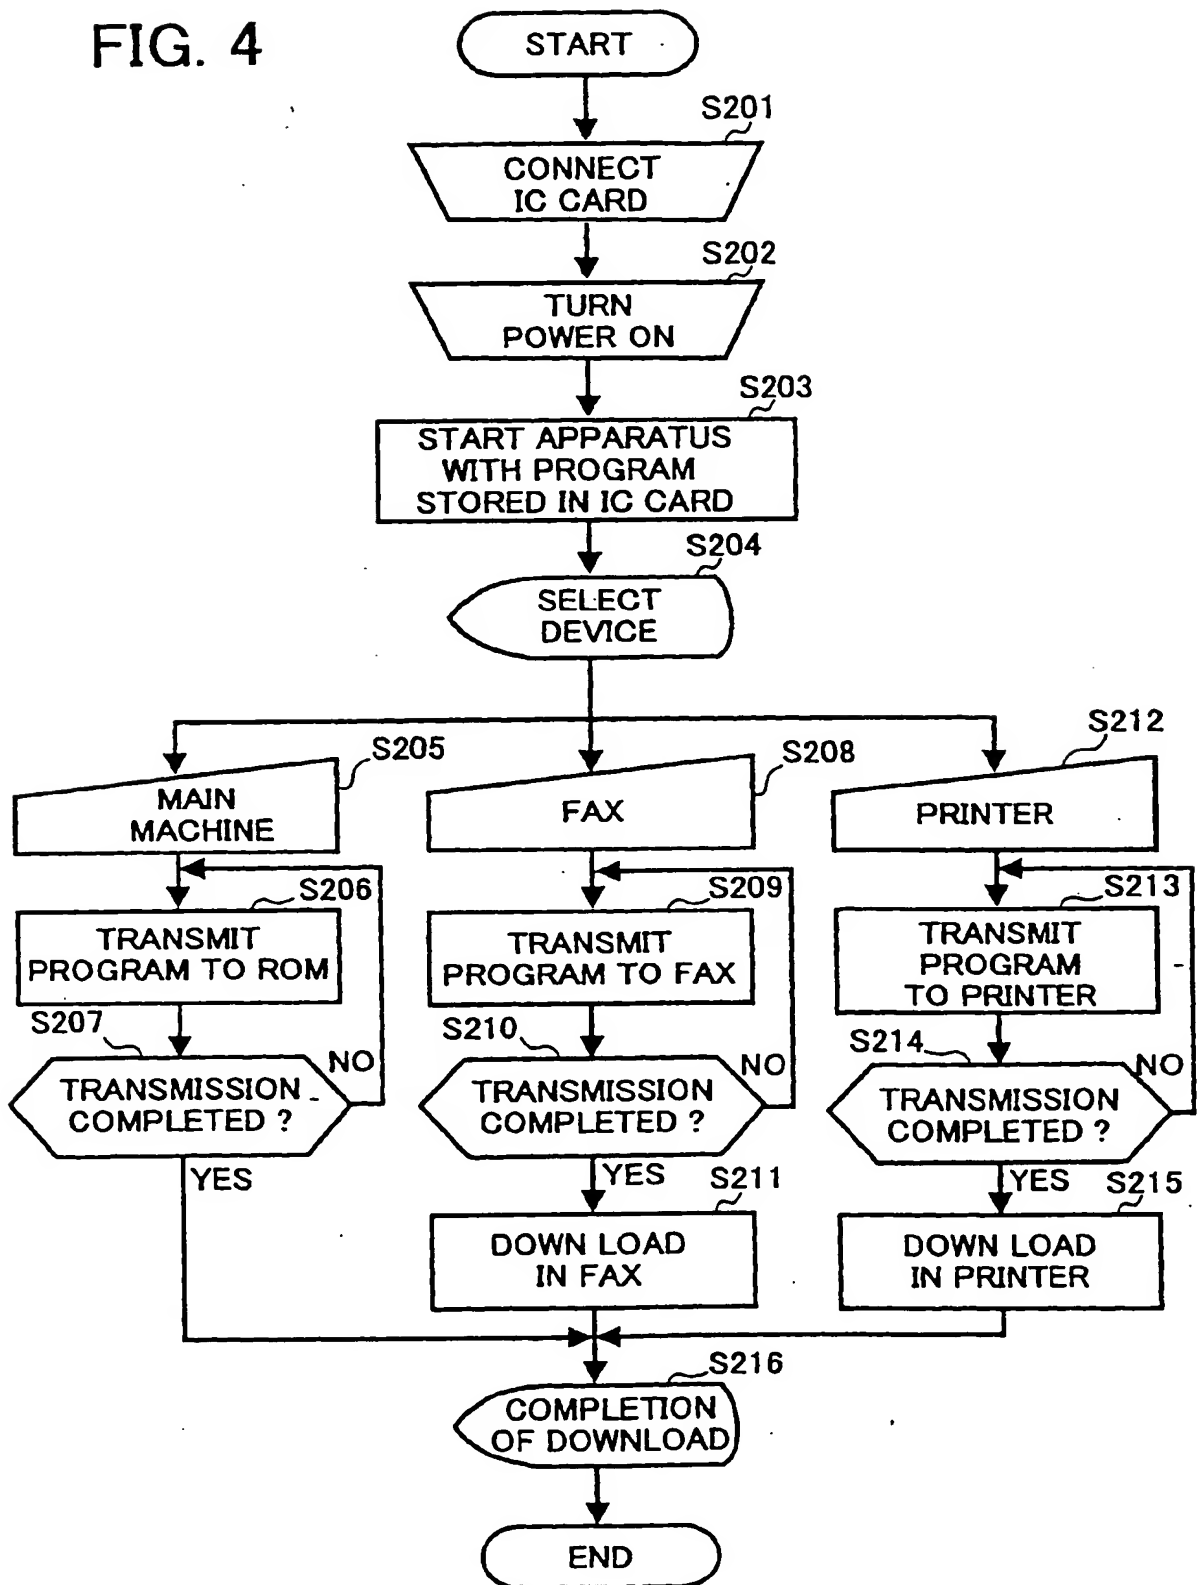 FIG. 4
START
S201
CONNECT
IC CARD
S202
TURN
POWER ON
S203
START APPARATUS
WITH PROGRAM
STORED IN IC CARD
S204
SELECT
DEVICE
S205
MAIN
MACHINE
S206
TRANSMIT
PROGRAM TO ROM
S207
TRANSMISSION
COMPLETED ?
NO
YES
S208
FAX
S209
TRANSMIT
PROGRAM TO FAX
S210
TRANSMISSION
COMPLETED ?
NO
YES
S211
DOWN LOAD
IN FAX
S212
PRINTER
S213
TRANSMIT
PROGRAM
TO PRINTER
S214
TRANSMISSION
COMPLETED ?
NO
YES
S215
DOWN LOAD
IN PRINTER
S216
COMPLETION
OF DOWNLOAD
END